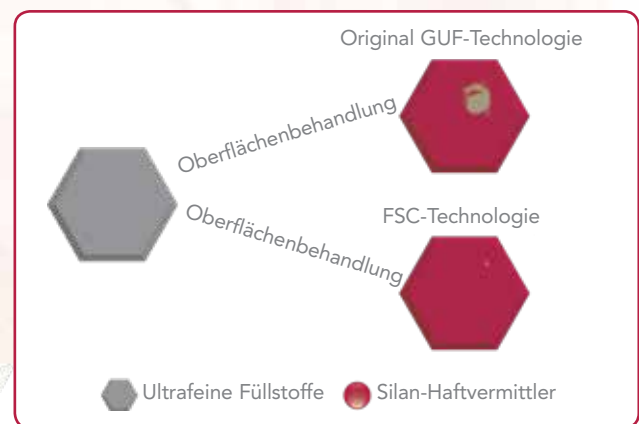 Original GUF-Technologie
Oberflächenbehandlung
FSC-Technologie
Oberflächenbehandlung
Ultrafeine Füllstoffe
Silan-Haftvermittler